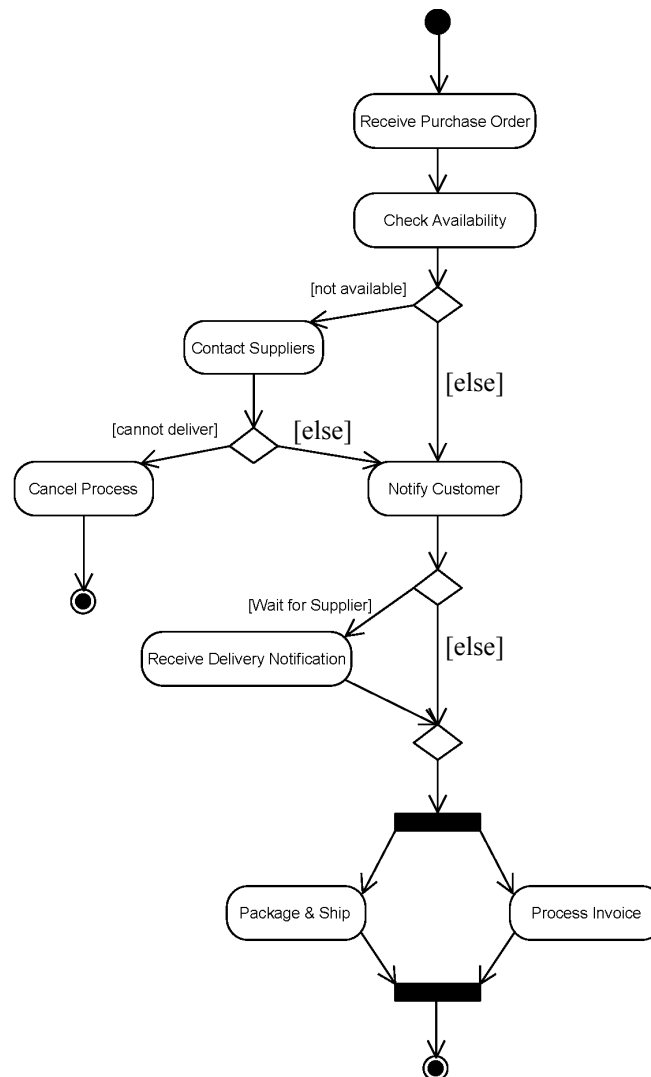 Receive Purchase Order
Check Availability
[not available]
Contact Suppliers
[else]
[cannot deliver]
[else]
Cancel Process
Notify Customer
[Wait for Supplier]
[else]
Receive Delivery Notification
Package & Ship
Process Invoice